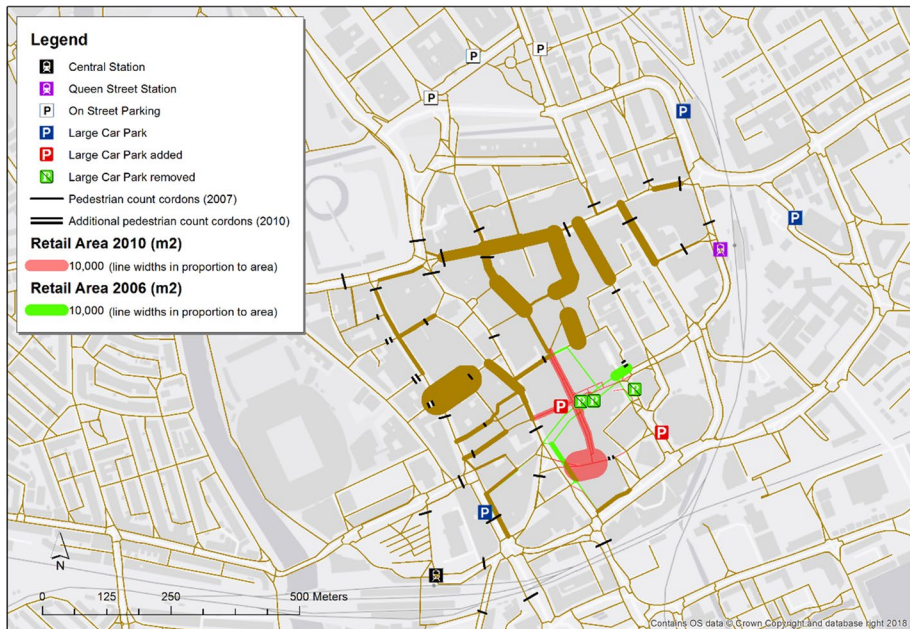 Legend
Central Station
Queen Street Station
P On Street Parking
P Large Car Park
P Large Car Park added
Large Car Park removed
Pedestrian count cordons (2007)
Additional pedestrian count cordons (2010)
Retail Area 2010 (m2)
10,000 (line widths in proportion to area)
Retail Area 2006 (m2)
10,000 (line widths in proportion to area)
P
P
P
P
P
P
P
P
N
0 125 250 500 Meters
Contains OS data © Crown Copyright and database right 2018